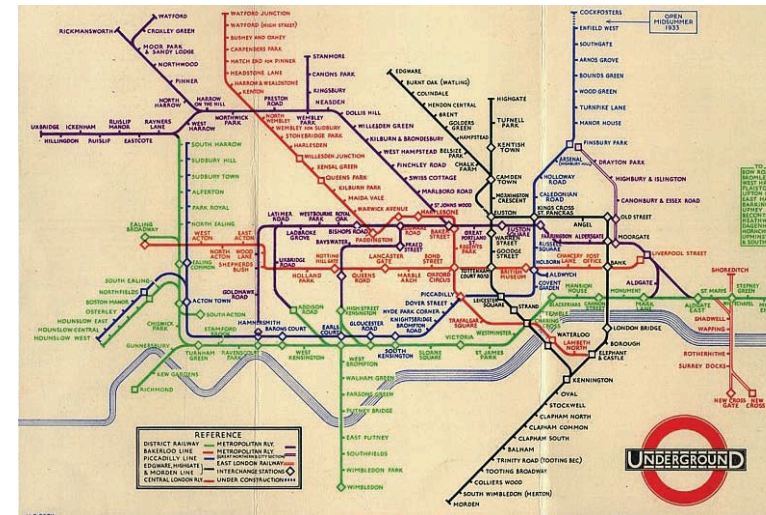 WATFORD
CROXLEY GREEN
RICKMANSWORTH
MOOR PARK
& SANDY LODGE
NORTHWOOD
PINNER
NORTH
HARROW
HARROW
ON THE HILL
NORTHWICK
PARK
PRESTON
ROAD
WEMBLEY
PARK
NEASDEN
KINGSBURY
CANONS PARK
STANMORE
DOLLIS HILL
WILLESDEN GREEN
KILBURN & BRONDESBURY
WEST HAMPSTEAD
FINCHLEY ROAD
SWISS COTTAGE
MARLBORO ROAD
ST JOHNS WOOD
WATFORD JUNCTION
WATFORD (HIGH STREET)
BUSHEY AND OXHEY
CARPENDERS PARK
HATCH END FOR PINNER
HEADSTONE LANE
HARROW & WEALDSTONE
KENTON
NORTH
WEMBLEY
WEMBLEY FOR SUDBURY
STONEBRIDGE PARK
HARLESDEN
WILLESDEN JUNCTION
KENSAL GREEN
QUEENS PARK
KILBURN PARK
MAIDA VALE
WARWICK AVENUE
PADDINGTON
MARYLEBONE
BAKER
STREET
UXBRIDGE
ICKENHAM
HILLINGDON
RUISLIP
RUISLIP
MANOR
EASTCOTE
RAYNERS
LANE
WEST
HARROW
SOUTH HARROW
SUDBURY HILL
SUDBURY TOWN
ALPERTON
PARK ROYAL
NORTH EALING
EALING
BROADWAY
WEST
ACTON
EAST
ACTON
NORTH
ACTON
WOOD
LANE
SHEPHERDS
BUSH
EALING
COMMON
SOUTH EALING
NORTHFIELDS
BOSTON MANOR
OSTERLEY
HOUNSLOW EAST
HOUNSLOW CENTRAL
HOUNSLOW WEST
ACTON TOWN
SOUTH ACTON
CHISWICK
PARK
GUNNERSBURY
KEW GARDENS
RICHMOND
TURNHAM
GREEN
STAMFORD
BROOK
RAVENSCOURT
PARK
GOLDHAWK
ROAD
HAMMERSMITH
BARONS COURT
WEST
KENSINGTON
ADDISON
ROAD
UXBRIDGE
ROAD
LATIMER
ROAD
LADBROKE
GROVE
WESTBOURNE
PARK
ROYAL
OAK
BISHOPS ROAD
BAYSWATER
PRAED
STREET
EDGWARE
ROAD
HOLLAND
PARK
NOTTING
HILL GATE
QUEENS
ROAD
LANCASTER
GATE
MARBLE
ARCH
BOND
STREET
OXFORD
CIRCUS
HIGH STREET
KENSINGTON
EARLS
COURT
GLOUCESTER
ROAD
SOUTH
KENSINGTON
KNIGHTSBRIDGE
BROMPTON
ROAD
HYDE PARK CORNER
DOVER STREET
PICCADILLY
SLOANE
SQUARE
VICTORIA
ST JAMES
PARK
WESTMINSTER
WEST
BROMPTON
WALHAM GREEN
PARSONS GREEN
PUTNEY BRIDGE
EAST PUTNEY
SOUTHFIELDS
WIMBLEDON PARK
WIMBLEDON
EDGWARE
BURNT OAK (WATLING)
COLINDALE
HENDON CENTRAL
BRENT
GOLDERS
GREEN
HAMPSTEAD
BELSIZE
PARK
CHALK
FARM
HIGHGATE
TUFNELL
PARK
KENTISH
TOWN
CAMDEN
TOWN
MORNINGTON
CRESCENT
EUSTON
EUSTON
SQUARE
WARREN
STREET
GOODGE
STREET
GREAT
PORTLAND
ST
REGENTS
PARK
TOTTENHAM
COURT ROAD
LEICESTER
SQUARE
TRAFALGAR
SQUARE
STRAND
CHARING
CROSS
WATERLOO
LAMBETH
NORTH
ELEPHANT
& CASTLE
KENNINGTON
OVAL
STOCKWELL
CLAPHAM NORTH
CLAPHAM COMMON
CLAPHAM SOUTH
BALHAM
TRINITY ROAD (TOOTING BEC)
TOOTING BROADWAY
COLLIERS WOOD
SOUTH WIMBLEDON (MERTON)
MORDEN
COCKFOSTERS
ENFIELD WEST
SOUTHGATE
ARNOS GROVE
BOUNDS GREEN
WOOD GREEN
TURNPIKE LANE
MANOR HOUSE
FINSBURY PARK
OPEN
MIDSUMMER
1933
ARSENAL
(HIGHBURY HILL)
HOLLOWAY
ROAD
CALEDONIAN
ROAD
KINGS CROSS
ST. PANCRAS
DRAYTON PARK
HIGHBURY & ISLINGTON
CANONBURY & ESSEX ROAD
OLD STREET
ANGEL
FARRINGDON
ALDERSGATE
MOORGATE
LIVERPOOL STREET
RUSSELL
SQUARE
HOLBORN
CHANCERY
LANE
POST
OFFICE
BANK
BRITISH
MUSEUM
ALDWYCH
COVENT
GARDEN
TEMPLE
BLACKFRIARS
MANSION
HOUSE
CANNON
STREET
MONUMENT
MARK
LANE
ALDGATE
ALDGATE
EAST
ST MARYS
STEPNEY
GREEN
LONDON BRIDGE
BOROUGH
SHOREDITCH
SHADWELL
WAPPING
ROTHERHITHE
SURREY DOCKS
NEW CROSS
GATE
NEW
CROSS
TO
REFERENCE
DISTRICT RAILWAY
BAKERLOO LINE
PICCADILLY LINE
EDGWARE, HIGHGATE
& MORDEN LINE
CENTRAL LONDON RLY.
METROPOLITAN RLY.
METROPOLITAN RLY.
(GREAT NORTHERN & CITY SECTION)
EAST LONDON RAILWAY
INTERCHANGE STATIONS
UNDER CONSTRUCTION
UNDERGROUND